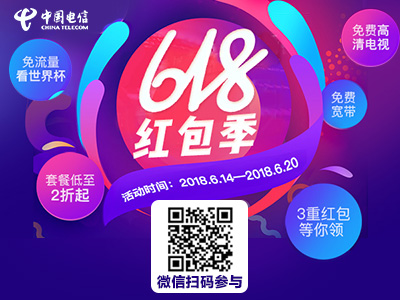 中国电信
CHINA TELECOM
免费高
清电视
免流量
看世界杯
618
红包季
免费
宽带
套餐低至
2折起
活动时间：2018.6.14—2018.6.20
3重红包
等你领
微信扫码参与